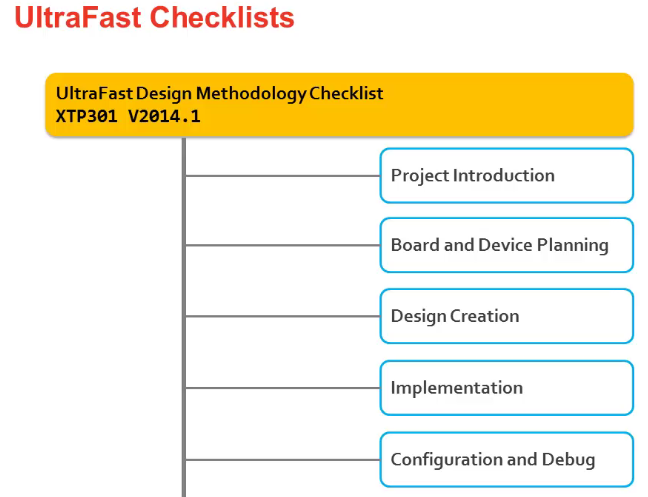 UltraFast Checklists
UltraFast Design Methodology Checklist
XTP301 V2014.1
Project Introduction
Board and Device Planning
Design Creation
Implementation
Configuration and Debug